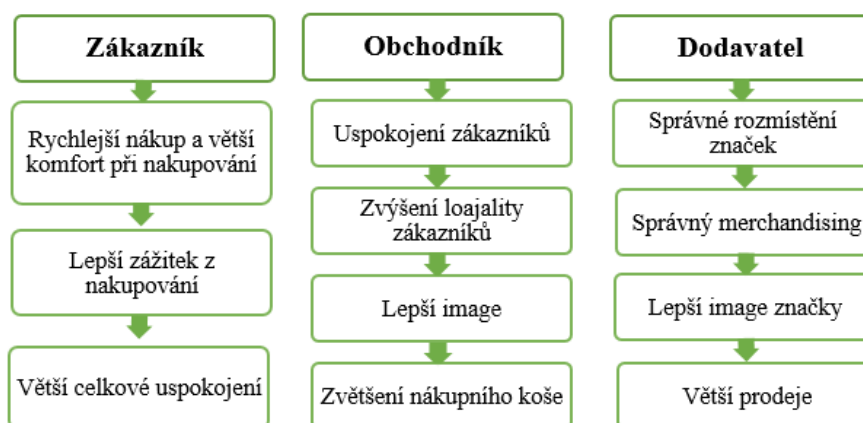 Zákazník
Rychlejší nákup a větší
komfort při nakupování
Lepší zážitek z
nakupování
Větší celkové uspokojení
Obchodník
Uspokojení zákazníků
Zvýšení loajality
zákazníků
Lepší image
Zvětšení nákupního koše
Dodavatel
Správné rozmístění
značek
Správný merchandising
Lepší image značky
Větší prodeje